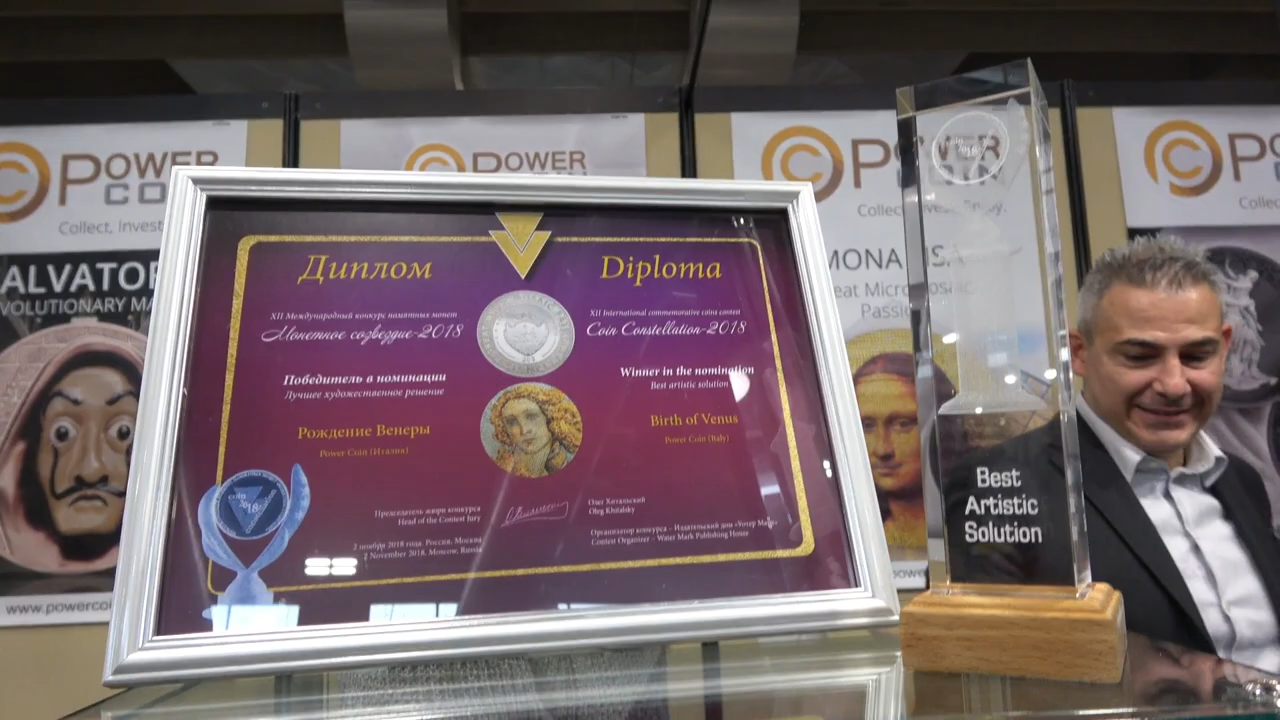 POWER
COIN
Collect, Invest
ALVATOR
VOLUTIONARY MA
www.powercoi
POWER
POWER
Collect, Invest, Enjoy.
MONA LISA
eat Micromosaic
Passio
Collec
Диплом
XII Международный конкурс памятных монет
Монетное созвездие-2018
Победитель в номинации
Лучшее художественное решение
Рождение Венеры
Power Coin (Италия)
Председатель жюри конкурса
Head of the Contest Jury
2 ноября 2018 года. Россия, Москва
2 November 2018. Moscow, Russia
Diploma
XII International commemorative coins contest
Coin Constellation-2018
Winner in the nomination
Best artistic solution
Birth of Venus
Power Coin (Italy)
Олег Хитальский
Oleg Khitalsky
Организатор конкурса – Издательский дом «Уотер Марк»
Contest Organizer – Water Mark Publishing House
coin
2018
Best
Artistic
Solution